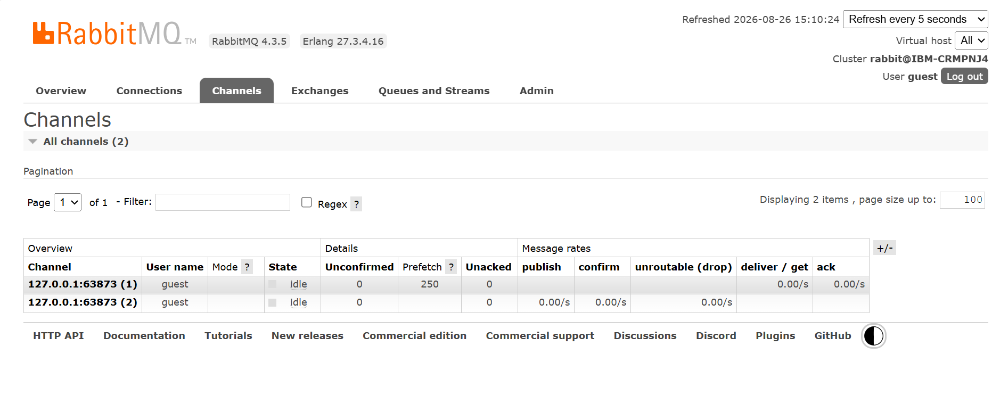 RabbitMQ TM RabbitMQ 4.3.5 Erlang 27.3.4.16
Refreshed 2026-08-26 15:10:24 Refresh every 5 seconds
Virtual host All
Cluster rabbit@IBM-CRMPNJ4
User guest Log out
Overview Connections Channels Exchanges Queues and Streams Admin
Channels
All channels (2)
Pagination
Page 1 of 1 - Filter: Regex ? Displaying 2 items , page size up to: 100
Overview Details Message rates +/-
Channel User name Mode ? State Unconfirmed Prefetch ? Unacked publish confirm unroutable (drop) deliver / get ack
127.0.0.1:63873 (1) guest idle 0 250 0 0.00/s 0.00/s
127.0.0.1:63873 (2) guest idle 0 0 0.00/s 0.00/s 0.00/s
HTTP API Documentation Tutorials New releases Commercial edition Commercial support Discussions Discord Plugins GitHub